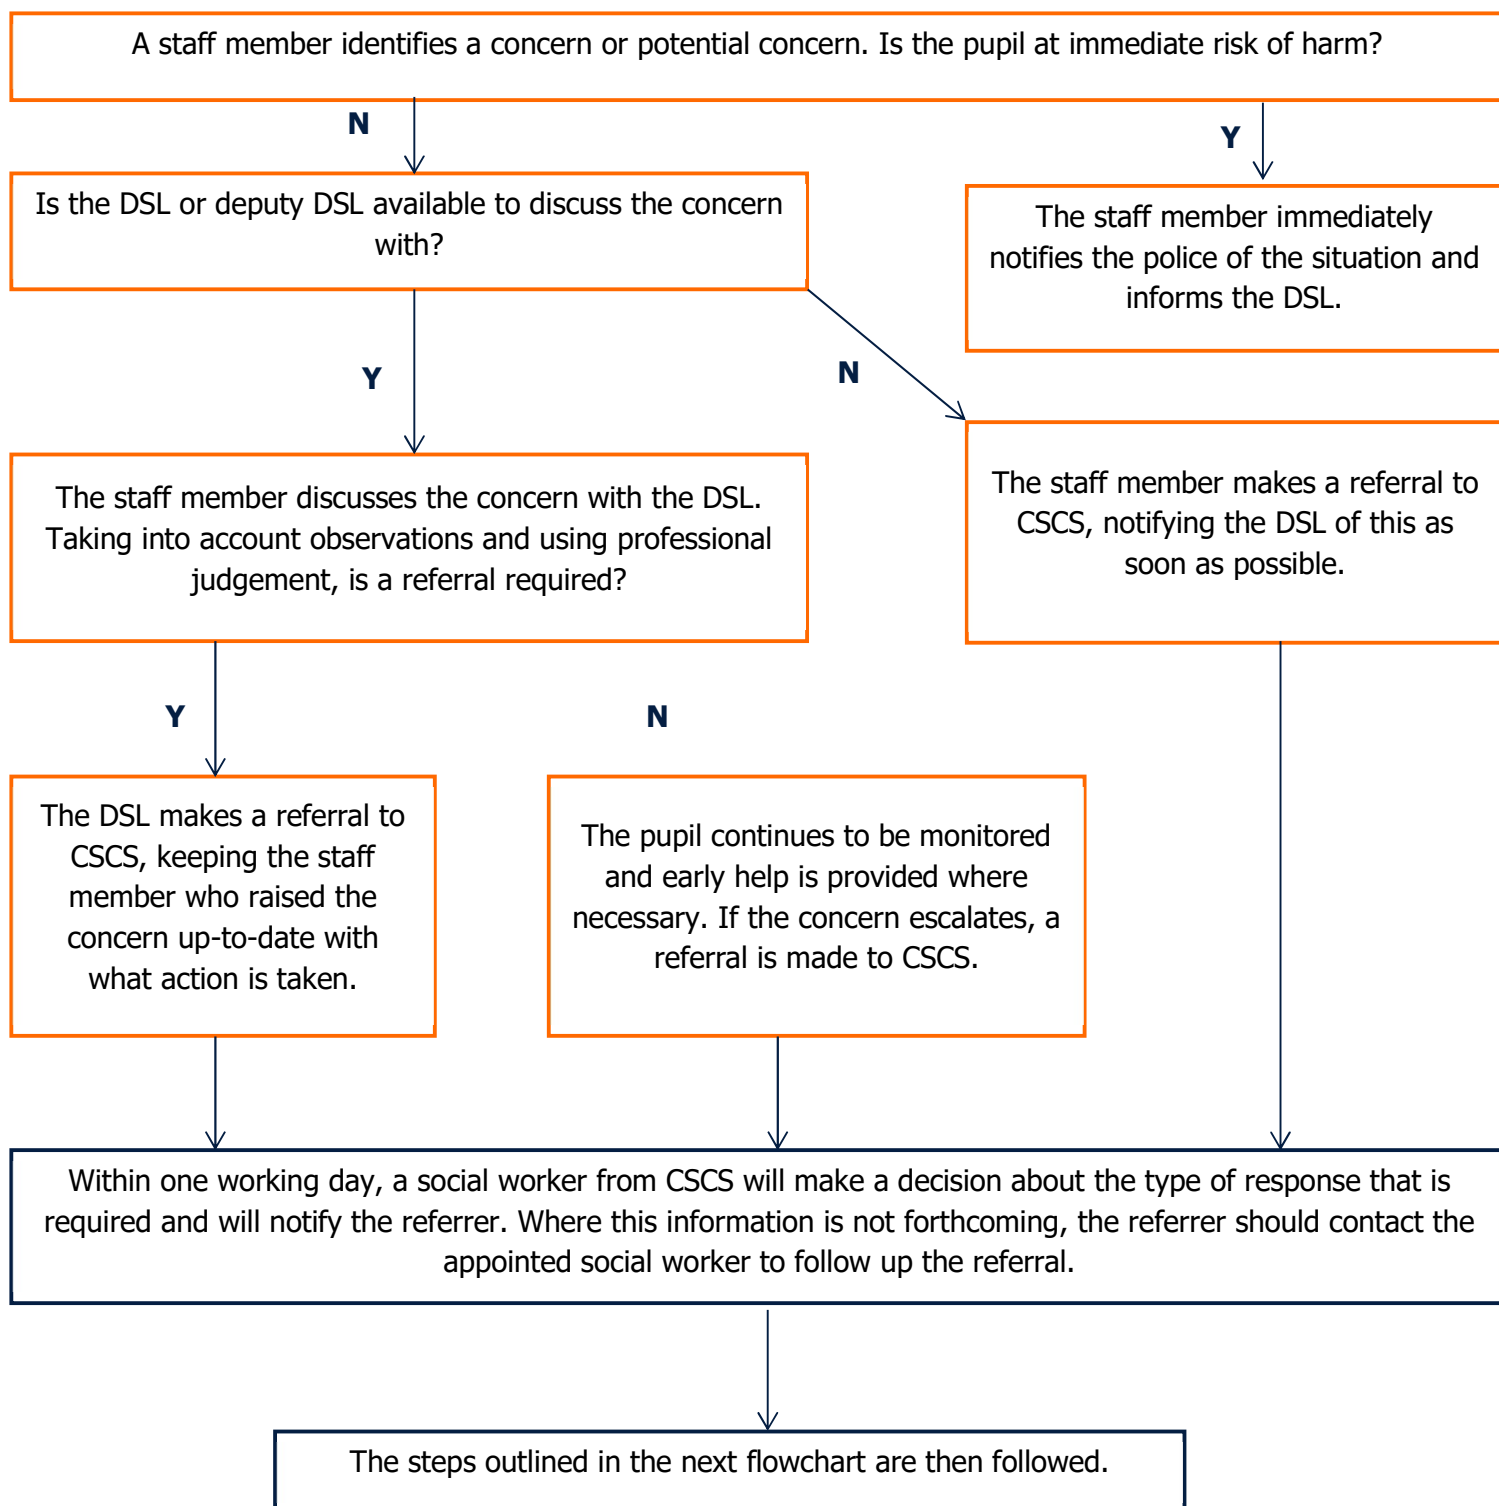 A staff member identifies a concern or potential concern. Is the pupil at immediate risk of harm?
N
Y
Is the DSL or deputy DSL available to discuss the concern
with?
The staff member immediately
notifies the police of the situation and
informs the DSL.
Y
N
The staff member discusses the concern with the DSL.
Taking into account observations and using professional
judgement, is a referral required?
The staff member makes a referral to
CSCS, notifying the DSL of this as
soon as possible.
Y
N
The DSL makes a referral to
CSCS, keeping the staff
member who raised the
concern up-to-date with
what action is taken.
The pupil continues to be monitored
and early help is provided where
necessary. If the concern escalates, a
referral is made to CSCS.
Within one working day, a social worker from CSCS will make a decision about the type of response that is
required and will notify the referrer. Where this information is not forthcoming, the referrer should contact the
appointed social worker to follow up the referral.
The steps outlined in the next flowchart are then followed.